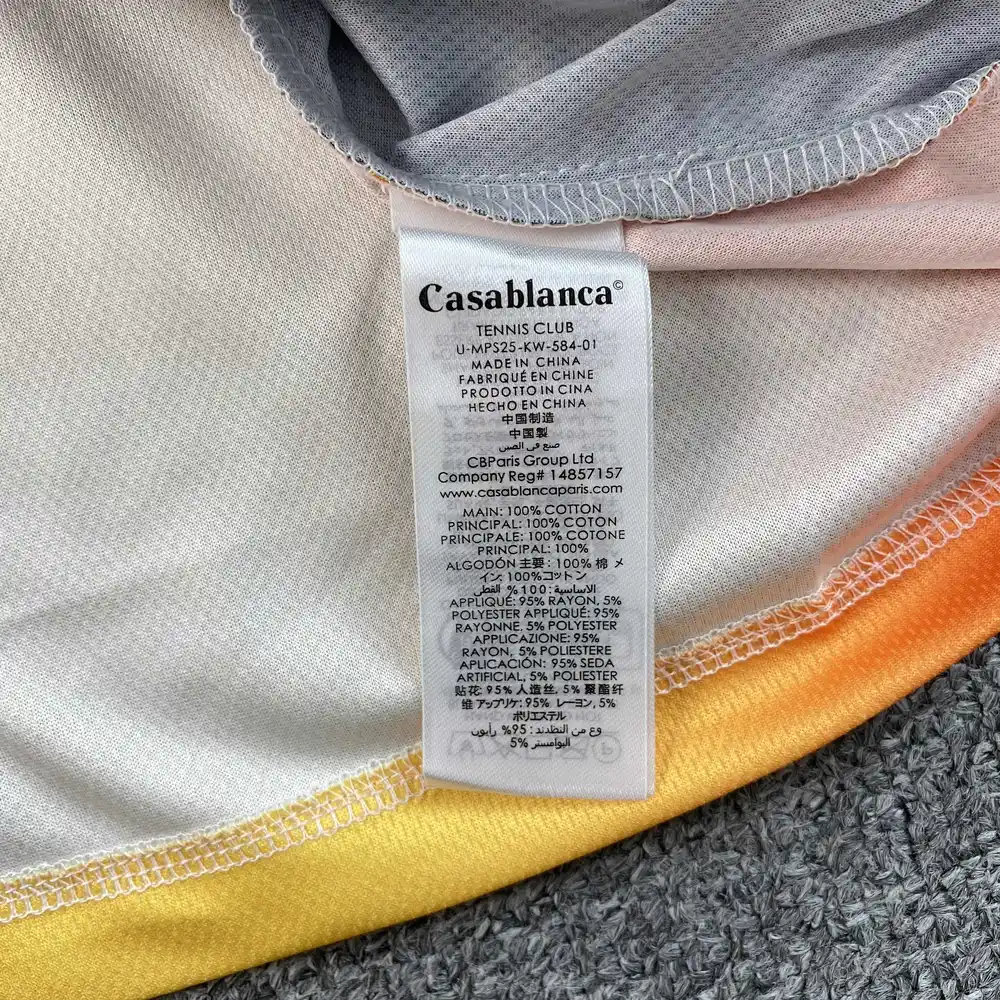 Casablanca©
TENNIS CLUB
U-MPS25-KW-584-01
MADE IN CHINA
FABRIQUÉ EN CHINE
PRODOTTO IN CINA
HECHO EN CHINA
中国制造
中国製
صنع في الصين
CBParis Group Ltd
Company Reg# 14857157
www.casablancaparis.com
MAIN: 100% COTTON
PRINCIPAL: 100% COTON
PRINCIPALE: 100% COTONE
PRINCIPAL: 100%
ALGODÓN 主要: 100% 棉 メ
イン: 100%コットン
الاساسية: 100% القطن
APPLIQUÉ: 95% RAYON, 5%
POLYESTER APPLIQUÉ: 95%
RAYONNE, 5% POLYESTER
APPLICAZIONE: 95%
RAYON, 5% POLIESTERE
APLICACIÓN: 95% SEDA
ARTIFICIAL, 5% POLIESTER
贴花: 95% 人造丝, 5% 聚酯纤
维 アップリケ: 95% レーヨン, 5%
ポリエステル
وع من النظدند: 95% رأيون
5% البوامستر